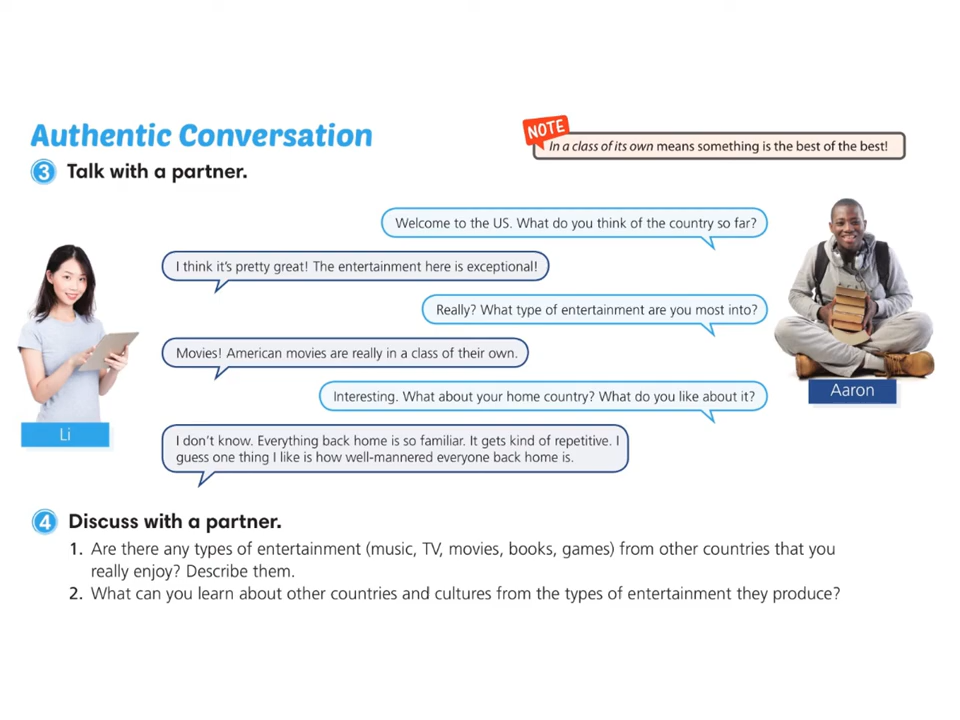 Authentic Conversation
NOTE
In a class of its own means something is the best of the best!
3 Talk with a partner.
Welcome to the US. What do you think of the country so far?
I think it's pretty great! The entertainment here is exceptional!
Really? What type of entertainment are you most into?
Movies! American movies are really in a class of their own.
Aaron
Interesting. What about your home country? What do you like about it?
Li
I don't know. Everything back home is so familiar. It gets kind of repetitive. I
guess one thing I like is how well-mannered everyone back home is.
4 Discuss with a partner.
1. Are there any types of entertainment (music, TV, movies, books, games) from other countries that you
really enjoy? Describe them.
2. What can you learn about other countries and cultures from the types of entertainment they produce?